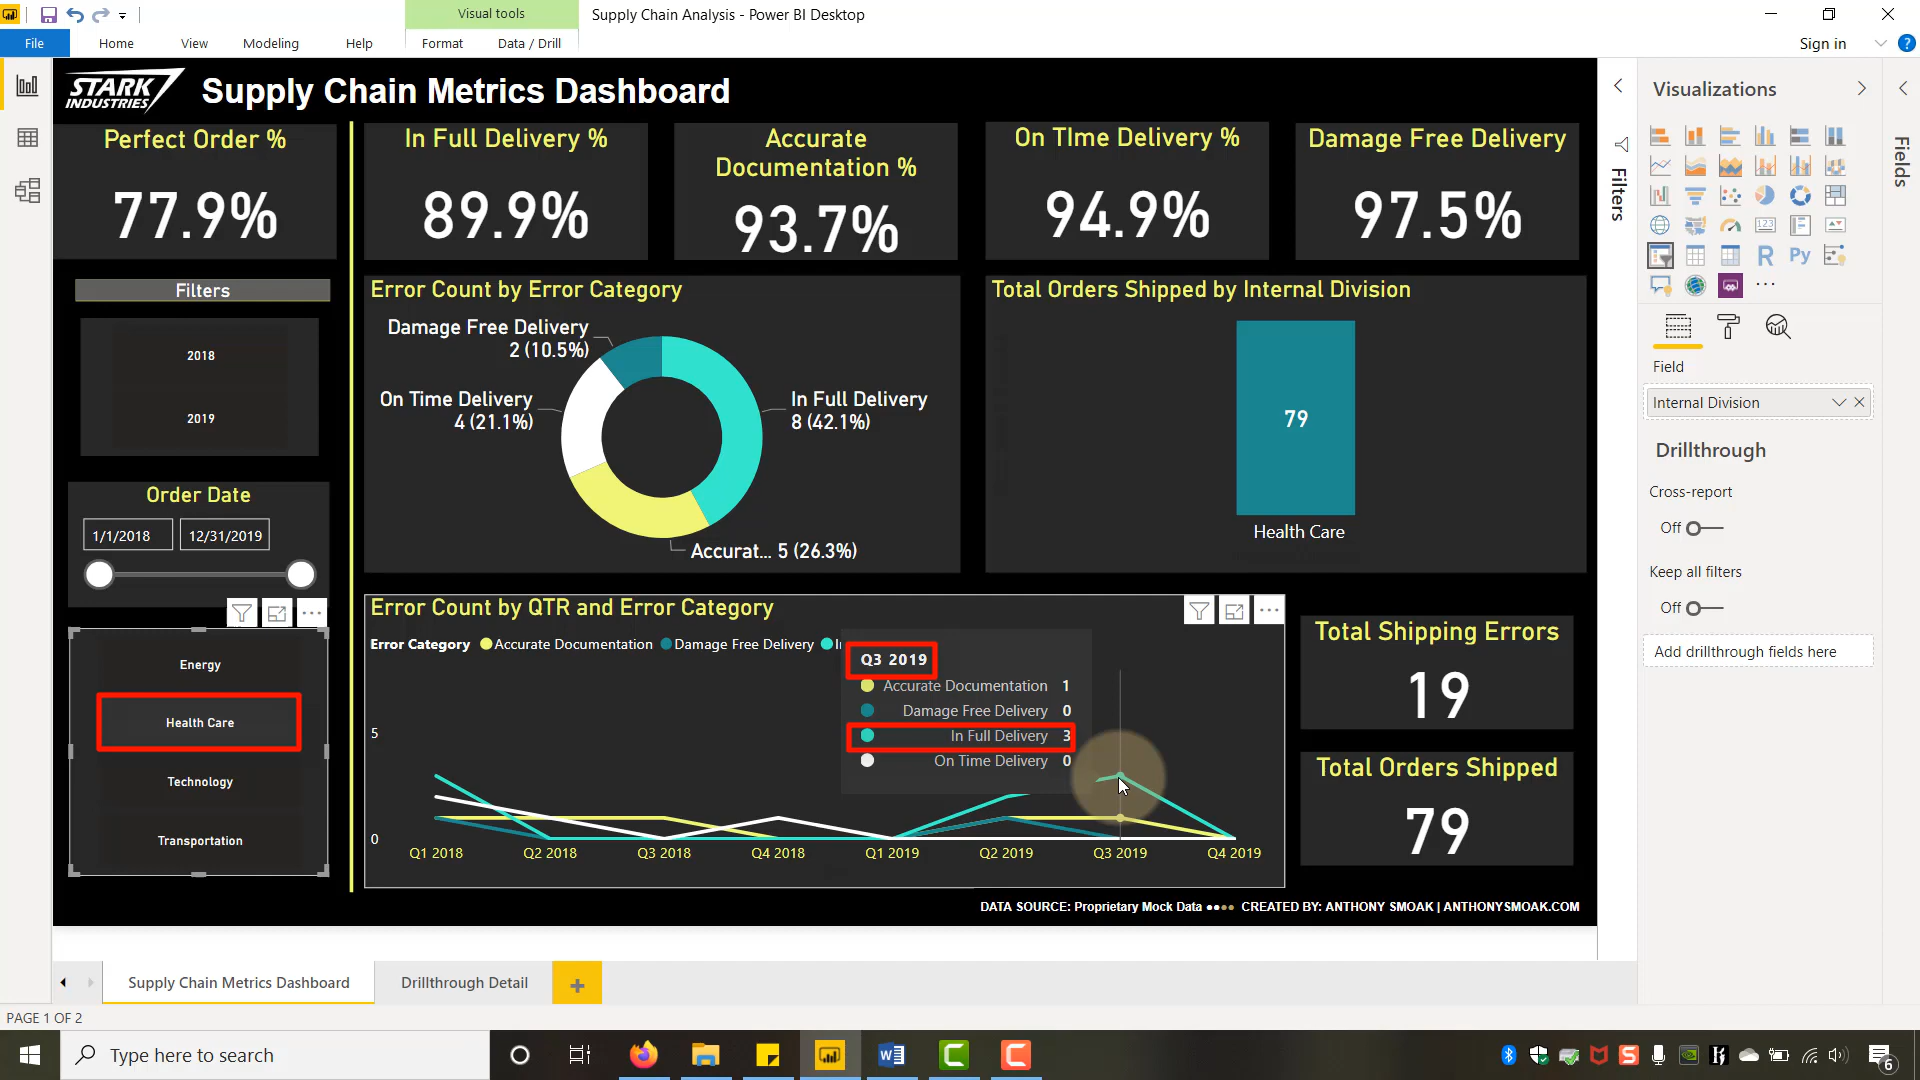 Visual tools
Supply Chain Analysis - Power BI Desktop
File
Home
View
Modeling
Help
Format
Data / Drill
Sign in
?
STARK
INDUSTRIES
Supply Chain Metrics Dashboard
Perfect Order %
77.9%
In Full Delivery %
89.9%
Accurate
Documentation %
93.7%
On TIme Delivery %
94.9%
Damage Free Delivery
97.5%
Filters
2018
2019
Order Date
1/1/2018
12/31/2019
Energy
Health Care
Technology
Transportation
Error Count by Error Category
Damage Free Delivery
2 (10.5%)
On Time Delivery
4 (21.1%)
In Full Delivery
8 (42.1%)
Accurat... 5 (26.3%)
Total Orders Shipped by Internal Division
79
Health Care
Error Count by QTR and Error Category
Error Category
Accurate Documentation
Damage Free Delivery
Q3 2019
Accurate Documentation 1
Damage Free Delivery 0
In Full Delivery 3
On Time Delivery 0
5
0
Q1 2018
Q2 2018
Q3 2018
Q4 2018
Q1 2019
Q2 2019
Q3 2019
Q4 2019
Total Shipping Errors
19
Total Orders Shipped
79
DATA SOURCE: Proprietary Mock Data ●●●● CREATED BY: ANTHONY SMOAK | ANTHONYSMOAK.COM
Filters
Visualizations
123
R
Py
Field
Internal Division
Drillthrough
Cross-report
Off
Keep all filters
Off
Add drillthrough fields here
Fields
Supply Chain Metrics Dashboard
Drillthrough Detail
+
PAGE 1 OF 2
Type here to search
6